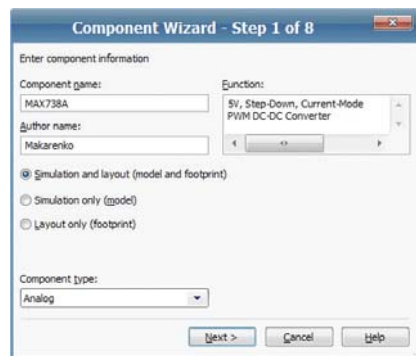 Component Wizard - Step 1 of 8
Enter component information
Component name:
MAX738A
Author name:
Makarenko
Function:
5V, Step-Down, Current-Mode
PWM DC-DC Converter
Simulation and layout (model and footprint)
Simulation only (model)
Layout only (footprint)
Component type:
Analog
Next >
Cancel
Help